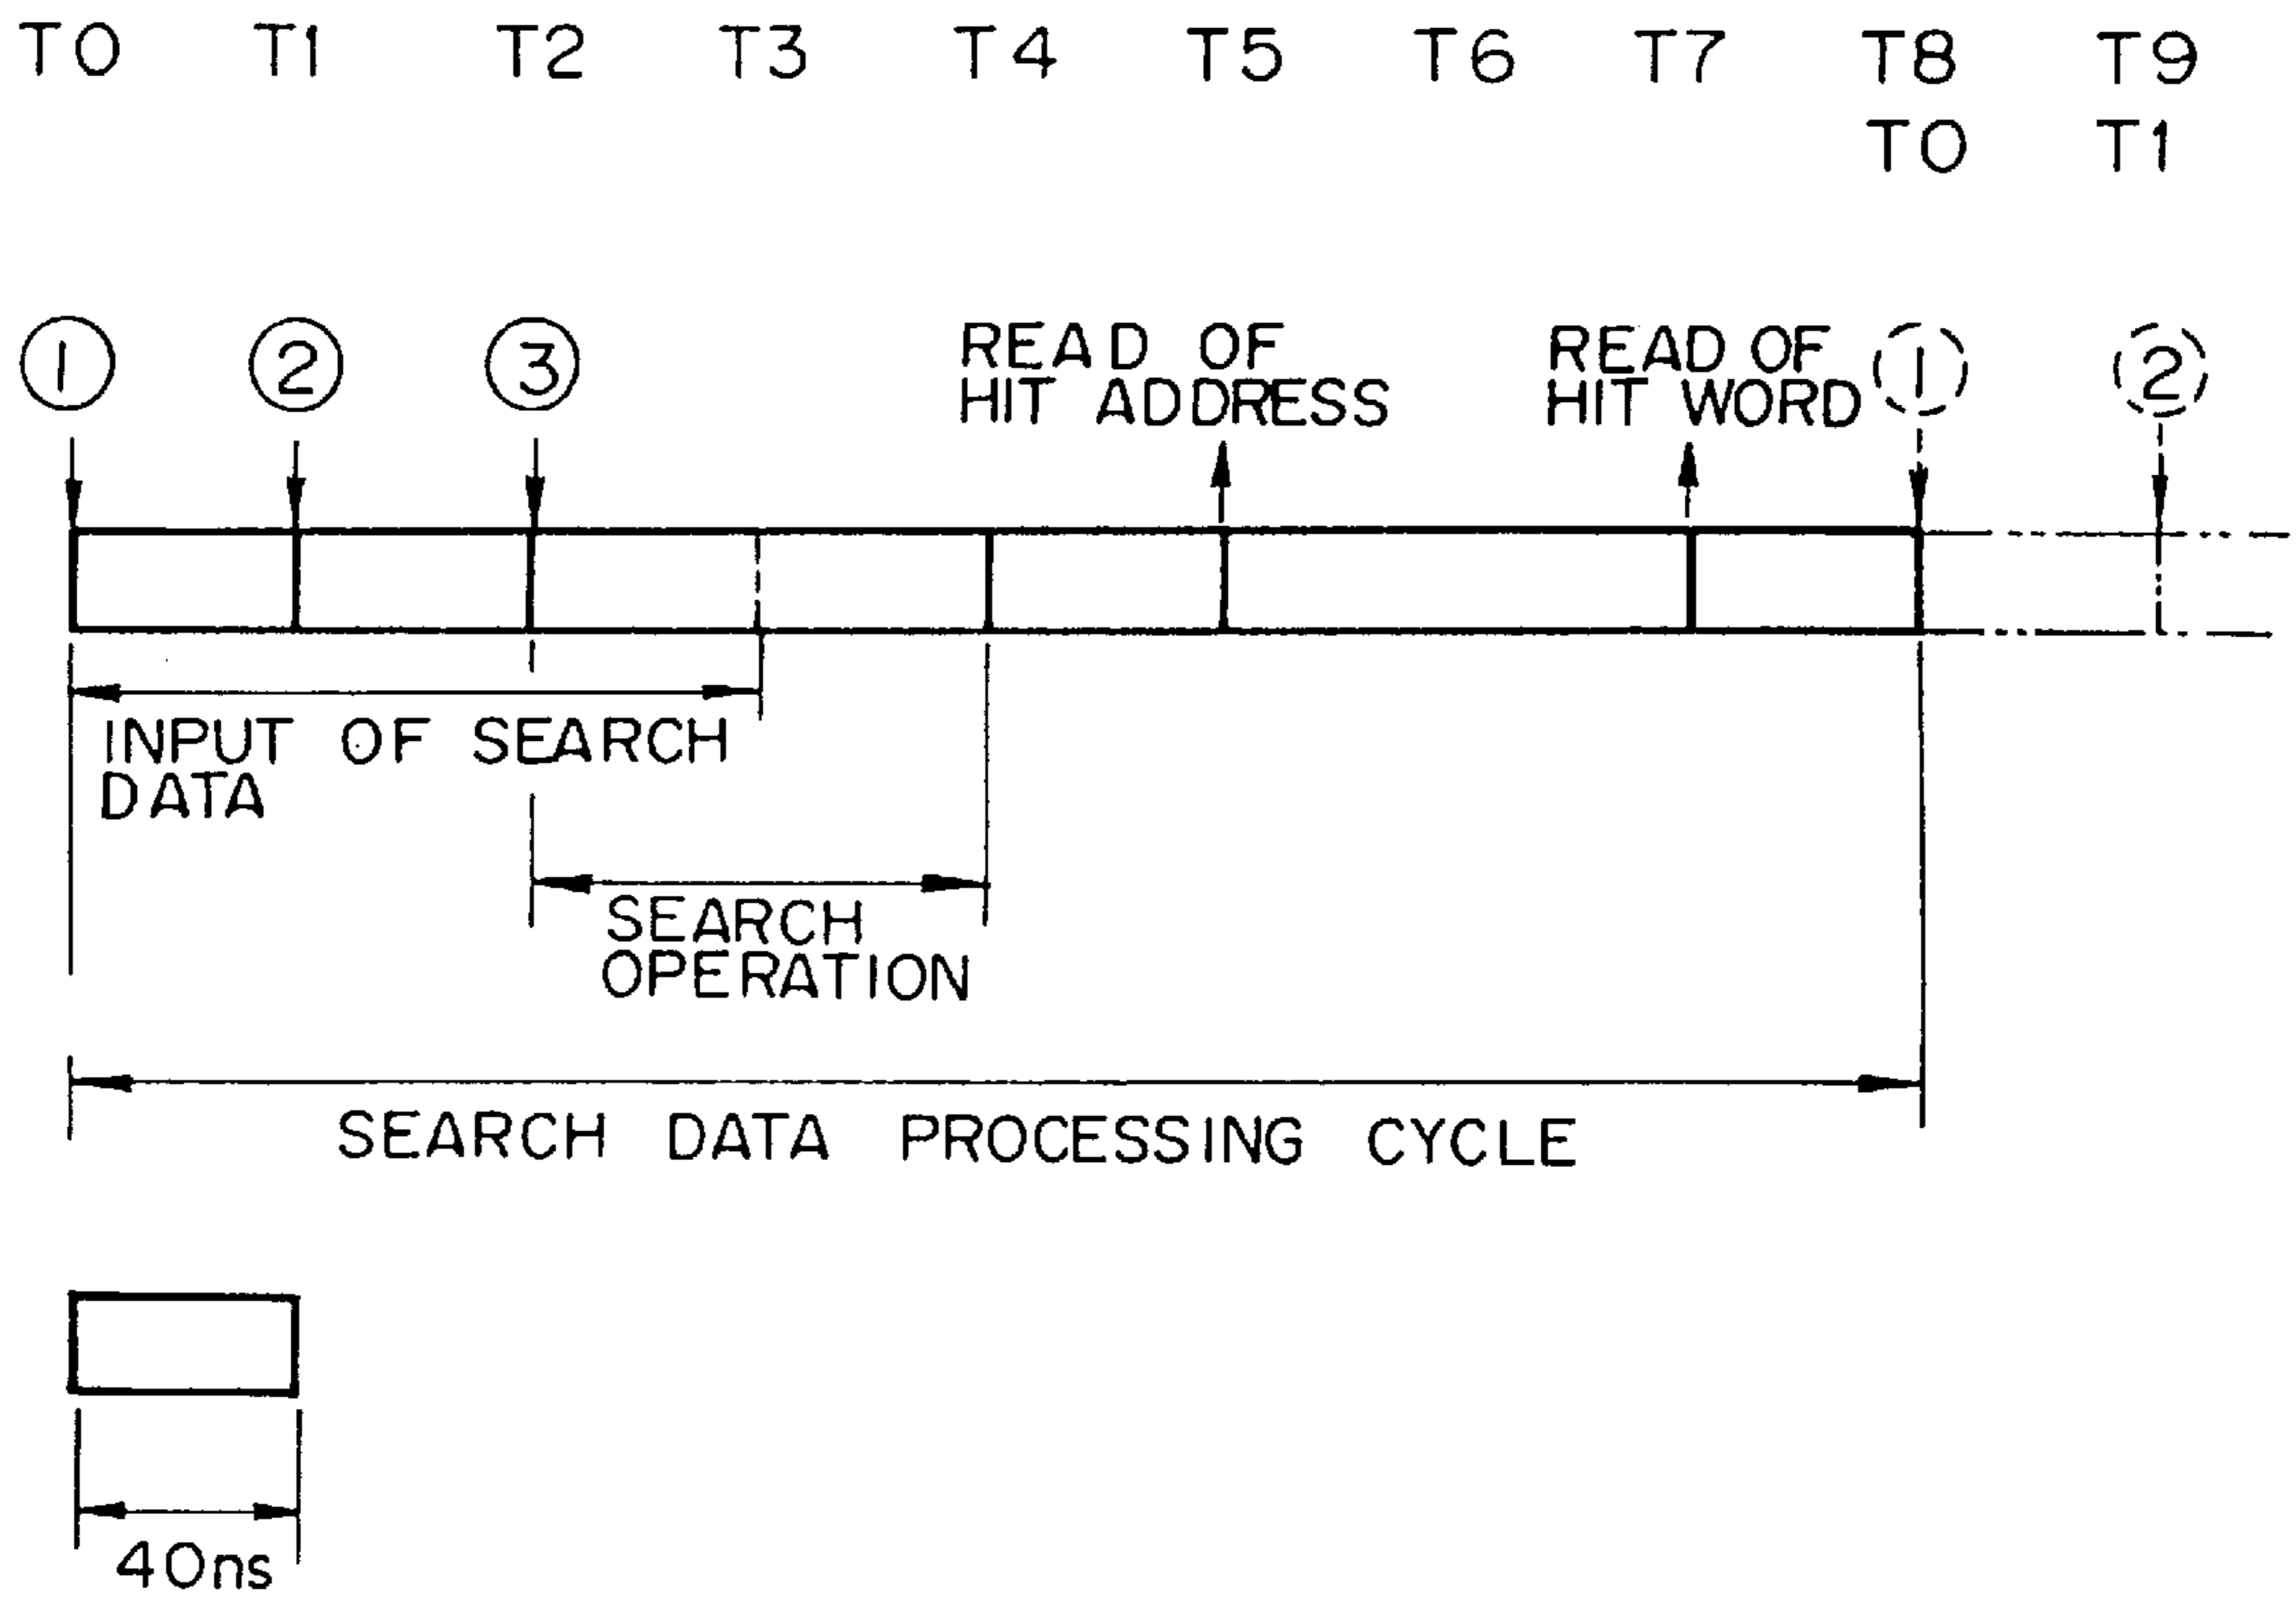 T0 T1 T2 T3 T4 T5 T6 T7 T8 T9
T0 T1
① ② ③ READ OF HIT ADDRESS READ OF HIT WORD ① ②
INPUT OF SEARCH
DATA
SEARCH
OPERATION
SEARCH DATA PROCESSING CYCLE
40ns